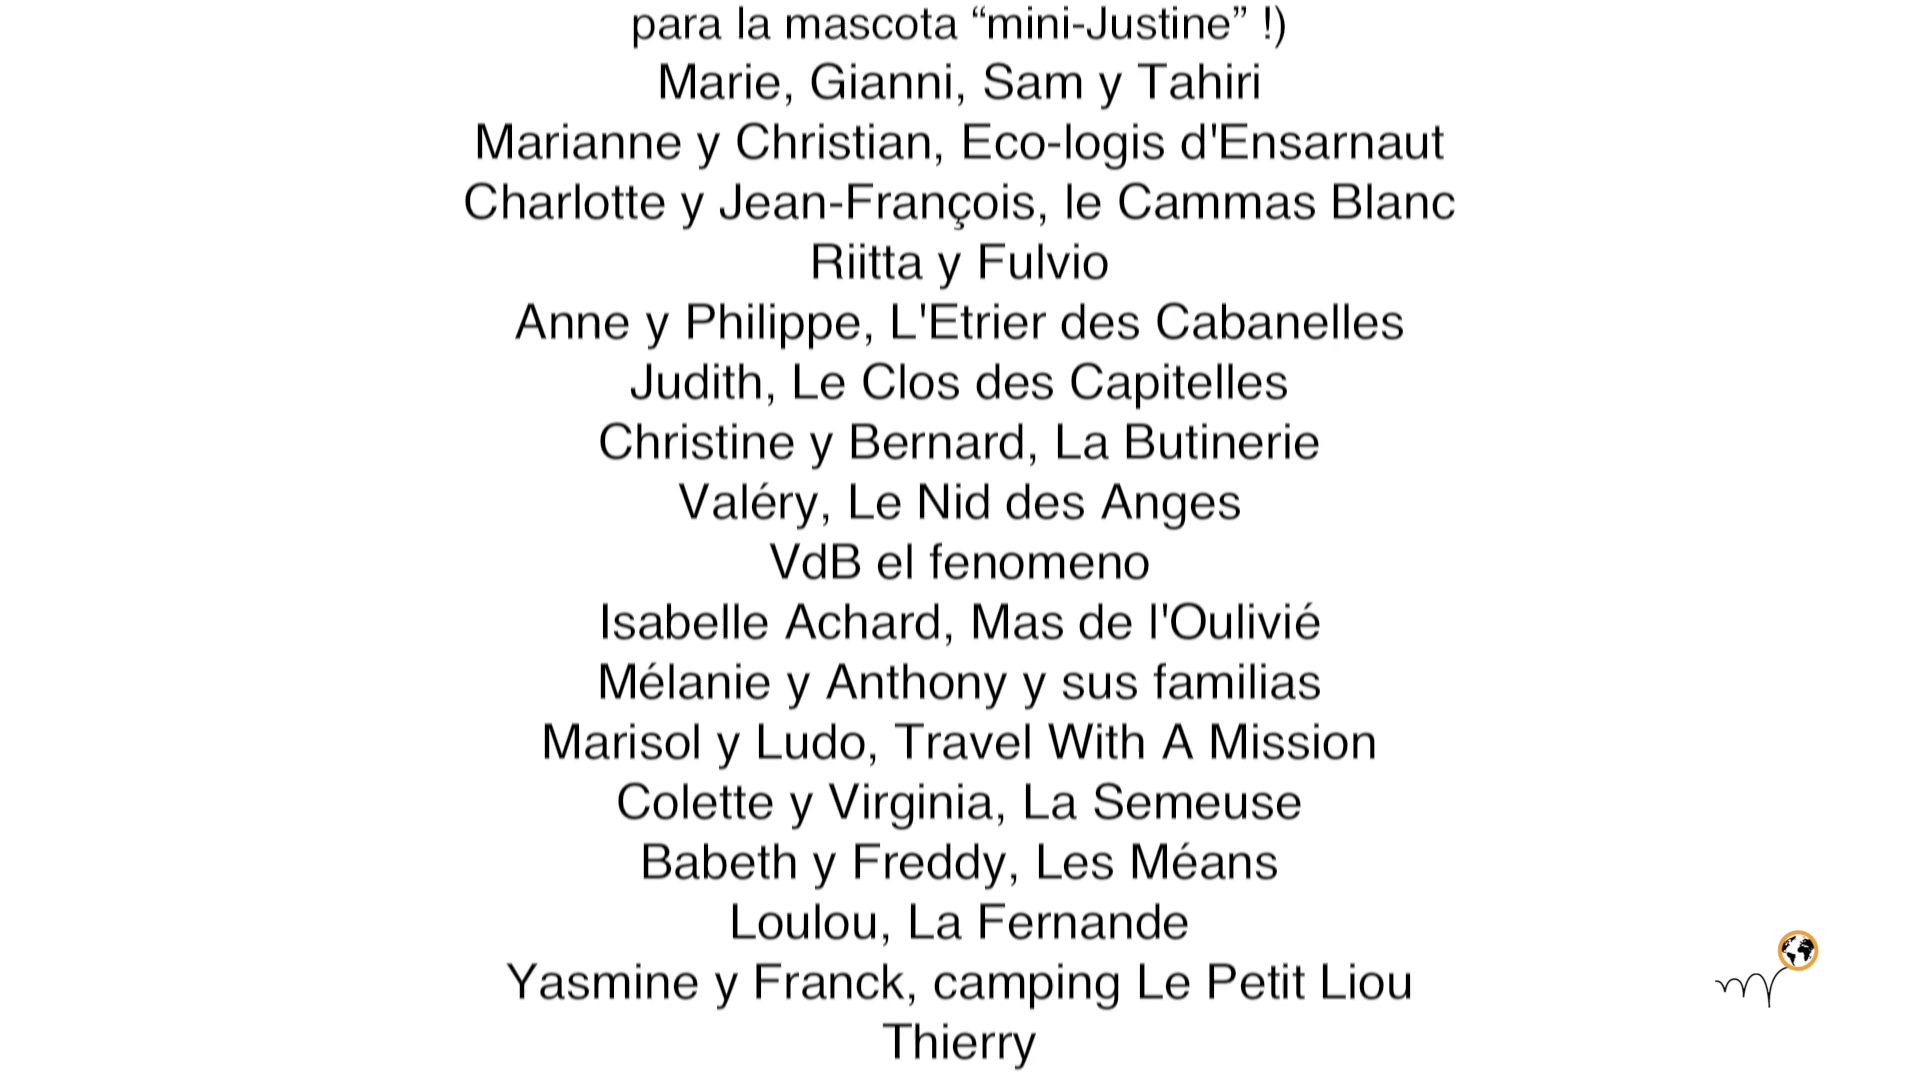 para la mascota “mini-Justine” !)
Marie, Gianni, Sam y Tahiri
Marianne y Christian, Eco-logis d'Ensarnaut
Charlotte y Jean-François, le Cammas Blanc
Riitta y Fulvio
Anne y Philippe, L'Etrier des Cabanelles
Judith, Le Clos des Capitelles
Christine y Bernard, La Butinerie
Valéry, Le Nid des Anges
VdB el fenomeno
Isabelle Achard, Mas de l'Oulivié
Mélanie y Anthony y sus familias
Marisol y Ludo, Travel With A Mission
Colette y Virginia, La Semeuse
Babeth y Freddy, Les Méans
Loulou, La Fernande
Yasmine y Franck, camping Le Petit Liou
Thierry